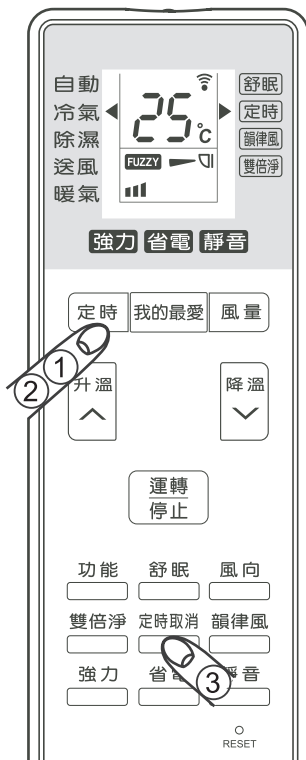 自動 舒眠
冷氣 25°C 定時
除濕 韻律風
送風 FUZZY 雙倍淨
暖氣
強力 省電 靜音
定時 我的最愛 風量
① ②
升溫 降溫
運轉
停止
功能 舒眠 風向
雙倍淨 定時取消 韻律風
強力 省電 靜音
③
RESET